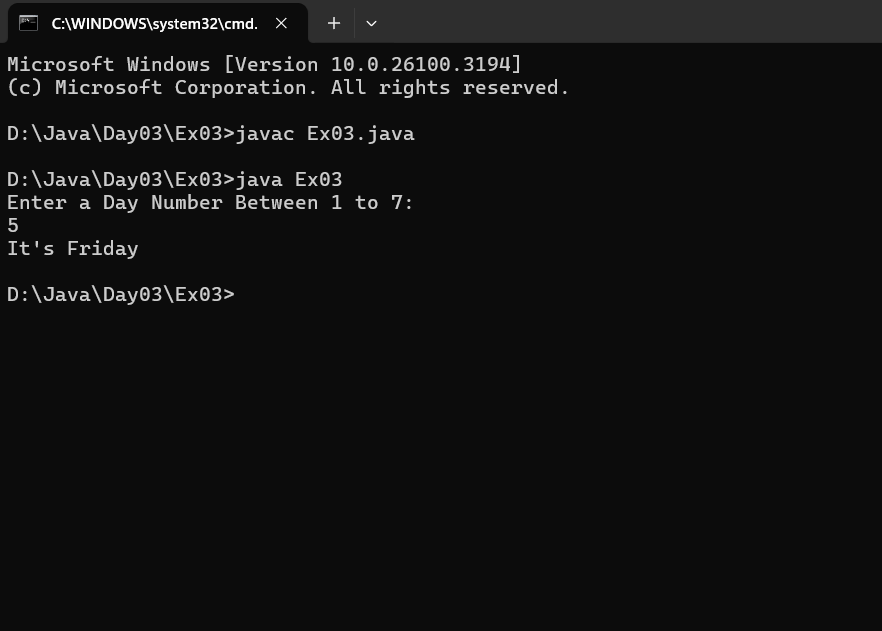 C:\WINDOWS\system32\cmd.
Microsoft Windows [Version 10.0.26100.3194]
(c) Microsoft Corporation. All rights reserved.
D:\Java\Day03\Ex03>javac Ex03.java
D:\Java\Day03\Ex03>java Ex03
Enter a Day Number Between 1 to 7:
5
It's Friday
D:\Java\Day03\Ex03>